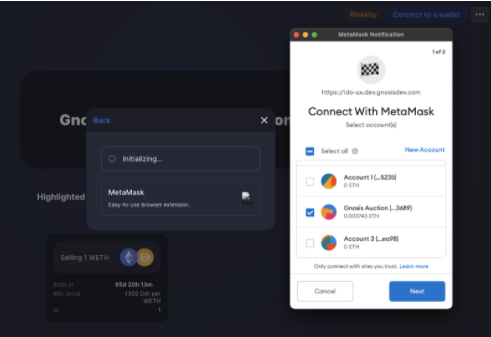 Rinkeby
Connect to a wallet
MetaMask Notification
1 of 2
https://ido-ux.dev.gnosisdev.com
Connect With MetaMask
Select account(s)
Select all
New Account
Account 1 (...5235)
0 ETH
Gnosis Auction (...3689)
0.003743 ETH
Account 3 (...ea98)
0 ETH
Only connect with sites you trust. Learn more
Cancel
Next
Gno
on
Back
Initializing...
MetaMask
Easy-to-use browser extension.
Highlighted
Selling 1 WETH
Ends in
85d 20h 13m
Min. price
1300 DAI per
WETH
1